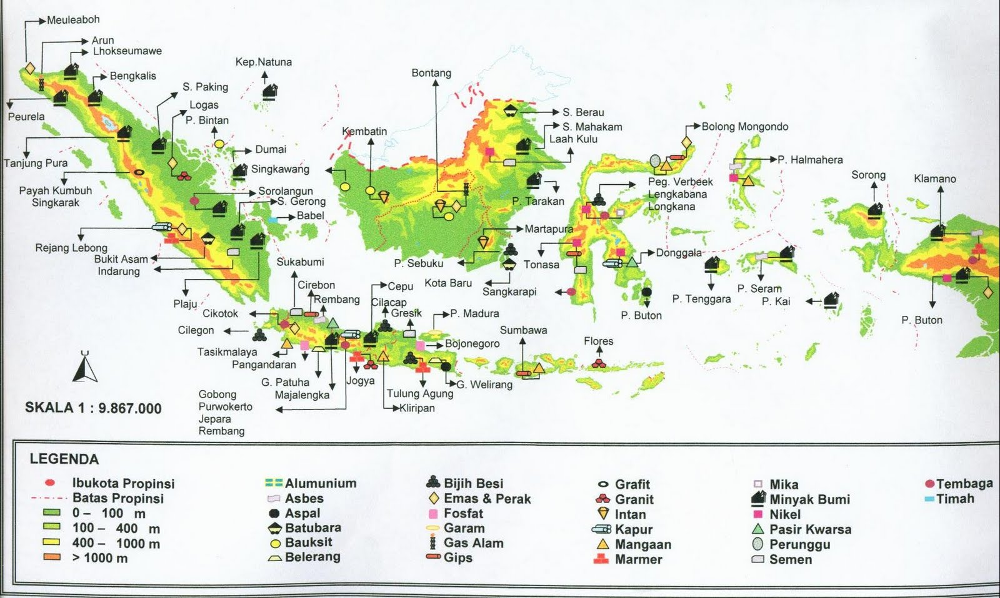 Meuleaboh
Arun
Lhokseumawe
Bengkalis
Peurela
S. Paking
Logas
P. Bintan
Kep.Natuna
Tanjung Pura
Dumai
Singkawang
Payah Kumbuh
Singkarak
Sorolangun
S. Gerong
Babel
Rejang Lebong
Bukit Asam
Indarung
Plaju
Kembatin
Bontang
S. Berau
S. Mahakam
Laah Kulu
P. Tarakan
Martapura
P. Sebuku
Kota Baru
Bolong Mongondo
P. Halmahera
Peg. Verbeek
Lengkabana
Longkana
Tonasa
Donggala
Sangkarapi
P. Buton
Sorong
Klamano
P. Tenggara
P. Seram
P. Kai
P. Buton
Sukabumi
Cirebon
Rembang
Cepu
Cilacap
Gresik
P. Madura
Cikotok
Cilegon
Tasikmalaya
Pangandaran
G. Patuha
Majalengka
Jogya
Bojonegoro
G. Welirang
Tulung Agung
Kliripan
Sumbawa
Flores
Gobong
Purwokerto
Jepara
Rembang
U
SKALA 1 : 9.867.000
LEGENDA
Ibukota Propinsi
Batas Propinsi
0 – 100 m
100 – 400 m
400 – 1000 m
> 1000 m
Alumunium
Asbes
Aspal
Batubara
Bauksit
Belerang
Bijih Besi
Emas & Perak
Fosfat
Garam
Gas Alam
Gips
Grafit
Granit
Intan
Kapur
Mangaan
Marmer
Mika
Minyak Bumi
Nikel
Pasir Kwarsa
Perunggu
Semen
Tembaga
Timah